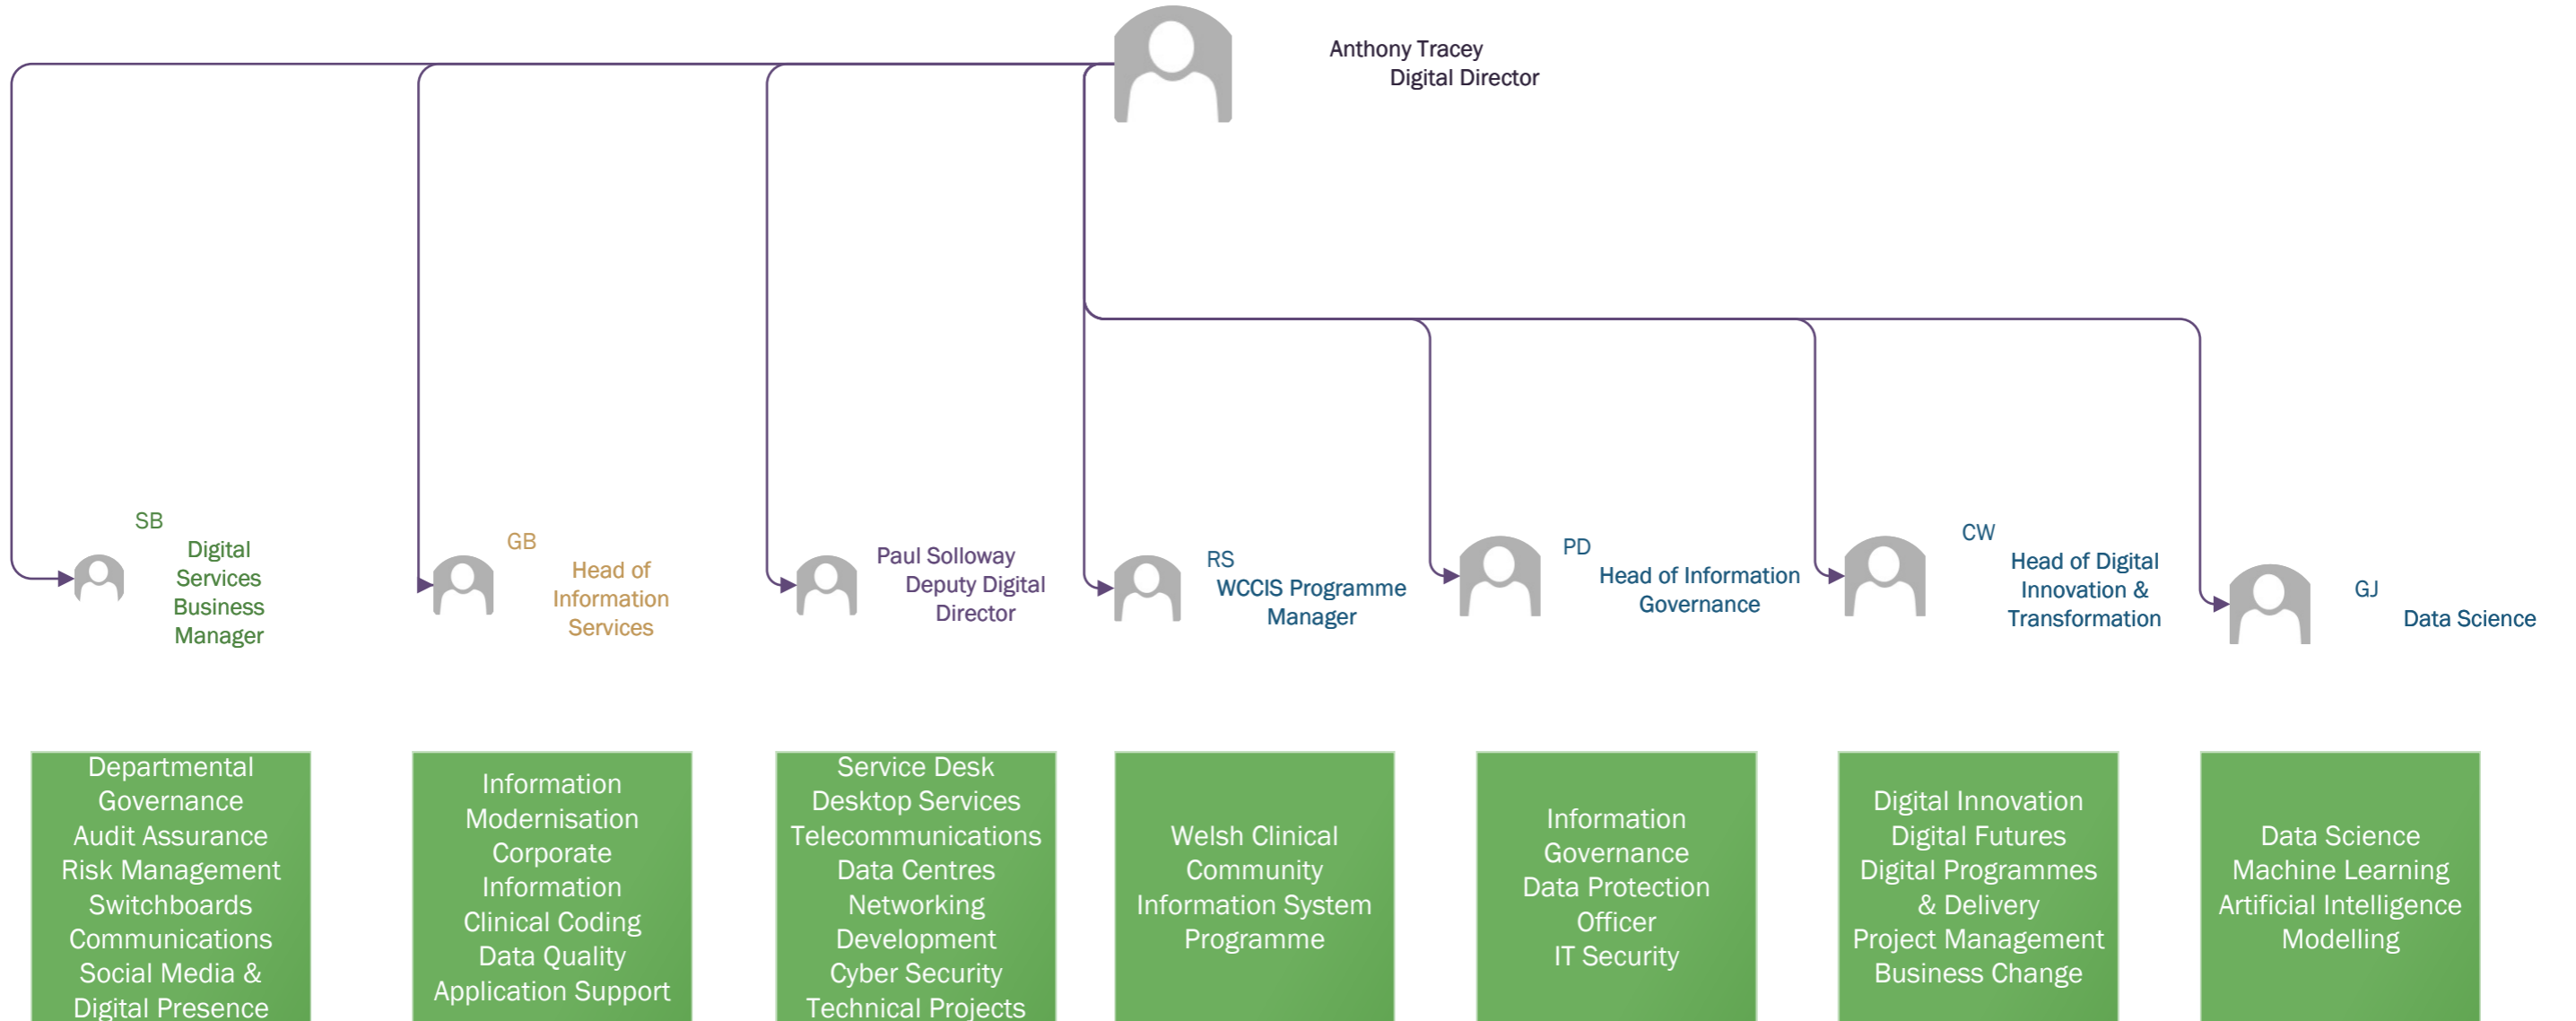 Anthony Tracey
Digital Director
SB
Digital
Services
Business
Manager
GB
Head of
Information
Services
Paul Solloway
Deputy Digital
Director
RS
WCCIS Programme
Manager
PD
Head of Information
Governance
CW
Head of Digital
Innovation &
Transformation
GJ
Data Science
Departmental
Governance
Audit Assurance
Risk Management
Switchboards
Communications
Social Media &
Digital Presence
Information
Modernisation
Corporate
Information
Clinical Coding
Data Quality
Application Support
Service Desk
Desktop Services
Telecommunications
Data Centres
Networking
Development
Cyber Security
Technical Projects
Welsh Clinical
Community
Information System
Programme
Information
Governance
Data Protection
Officer
IT Security
Digital Innovation
Digital Futures
Digital Programmes
& Delivery
Project Management
Business Change
Data Science
Machine Learning
Artificial Intelligence
Modelling